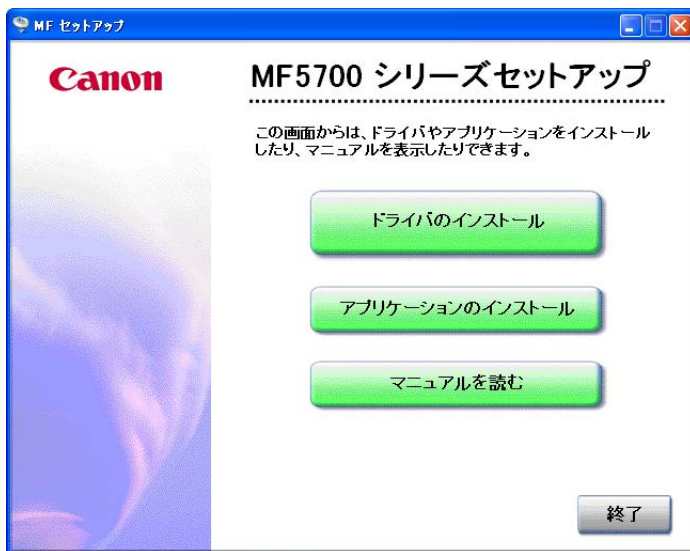 MF セットアップ
Canon
MF5700 シリーズセットアップ
この画面からは、ドライバやアプリケーションをインストール
したり、マニュアルを表示したりできます。
ドライバのインストール
アプリケーションのインストール
マニュアルを読む
終了